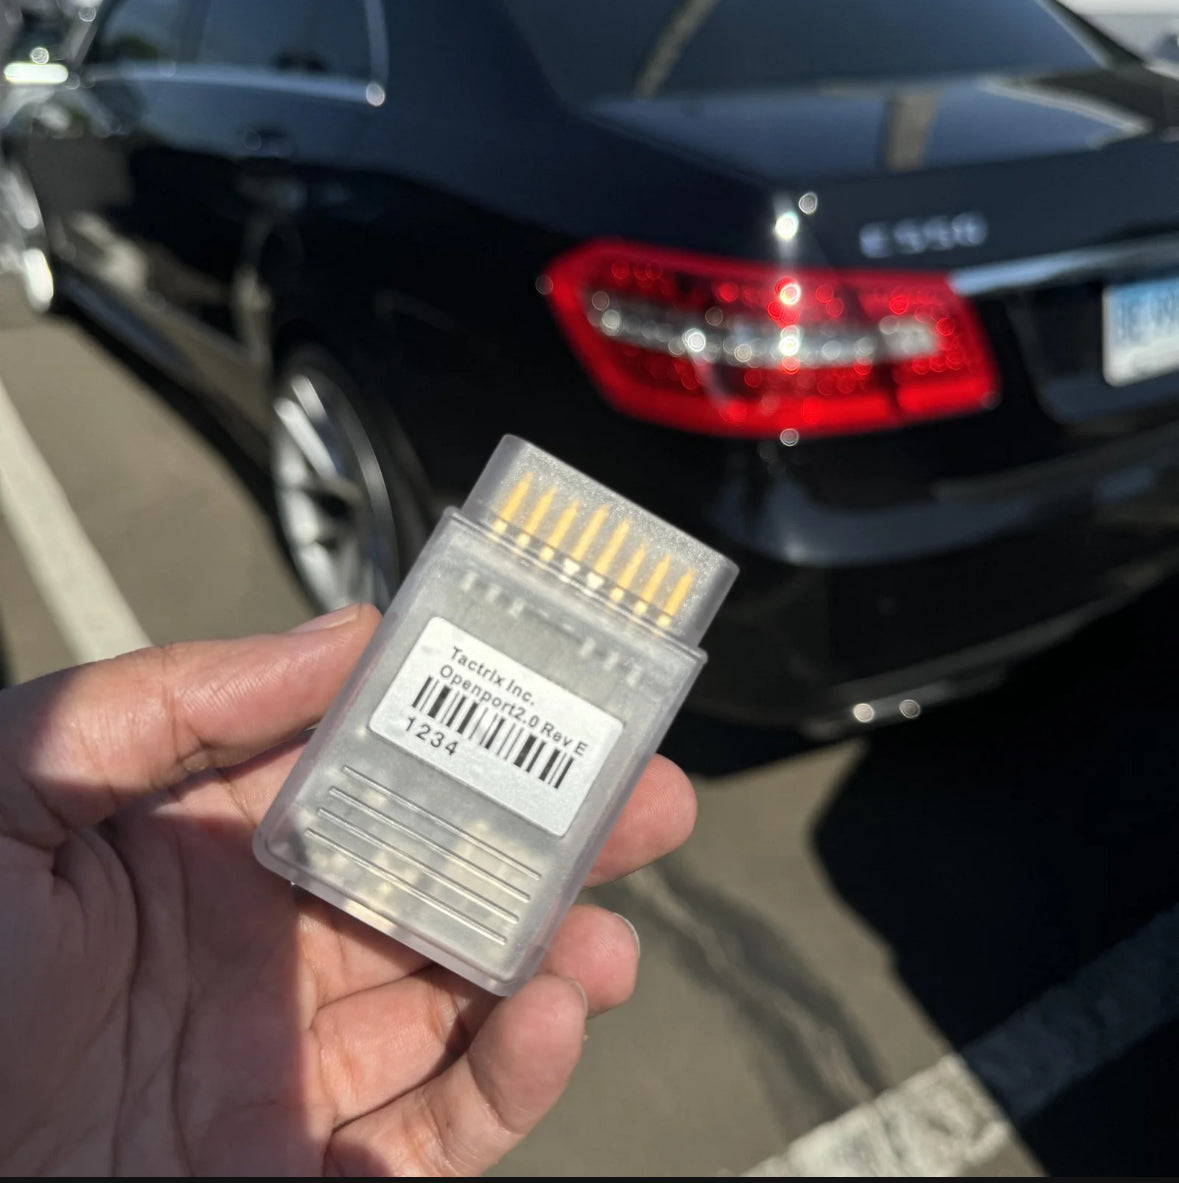 E550
Tactrix Inc.
Openport2.0 Rev E
1234